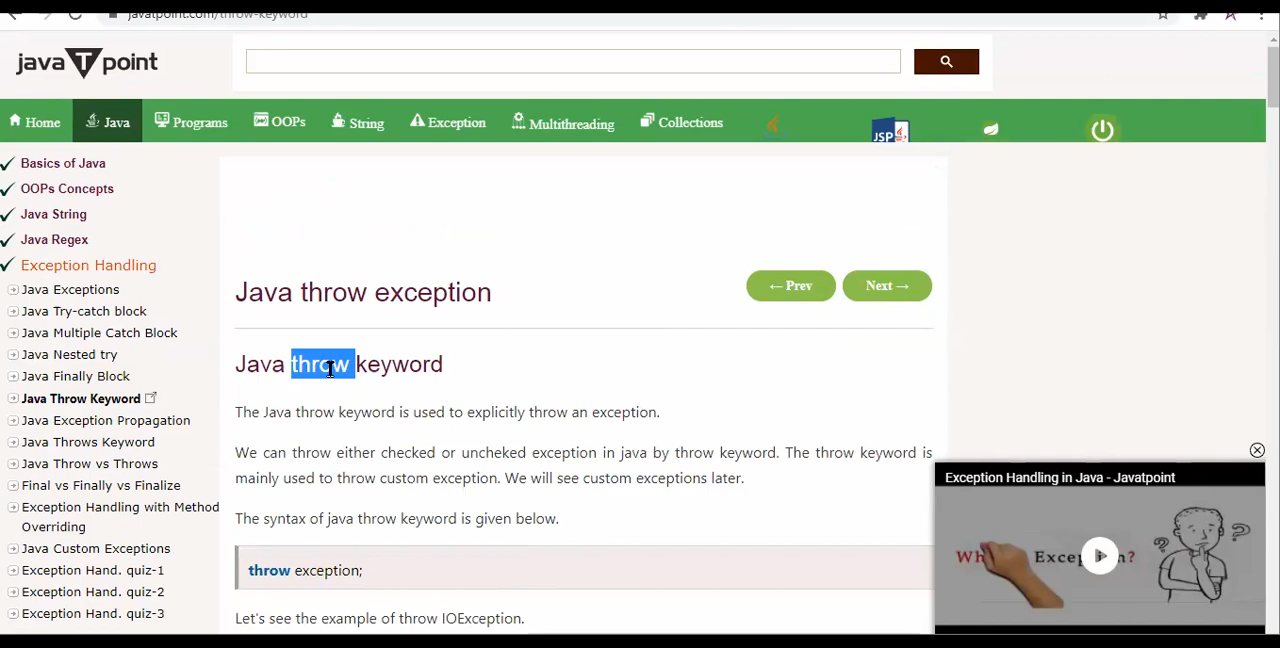 javatpoint.com/throw-keyword
java T point
Home
Java
Programs
OOPs
String
Exception
Multithreading
Collections
JSP
Basics of Java
OOPs Concepts
Java String
Java Regex
Exception Handling
Java Exceptions
Java Try-catch block
Java Multiple Catch Block
Java Nested try
Java Finally Block
Java Throw Keyword
Java Exception Propagation
Java Throws Keyword
Java Throw vs Throws
Final vs Finally vs Finalize
Exception Handling with Method
Overriding
Java Custom Exceptions
Exception Hand. quiz-1
Exception Hand. quiz-2
Exception Hand. quiz-3
Java throw exception
← Prev
Next →
Java throw keyword
The Java throw keyword is used to explicitly throw an exception.
We can throw either checked or uncheked exception in java by throw keyword. The throw keyword is
mainly used to throw custom exception. We will see custom exceptions later.
The syntax of java throw keyword is given below.
throw exception;
Let's see the example of throw IOException.
Exception Handling in Java - Javatpoint